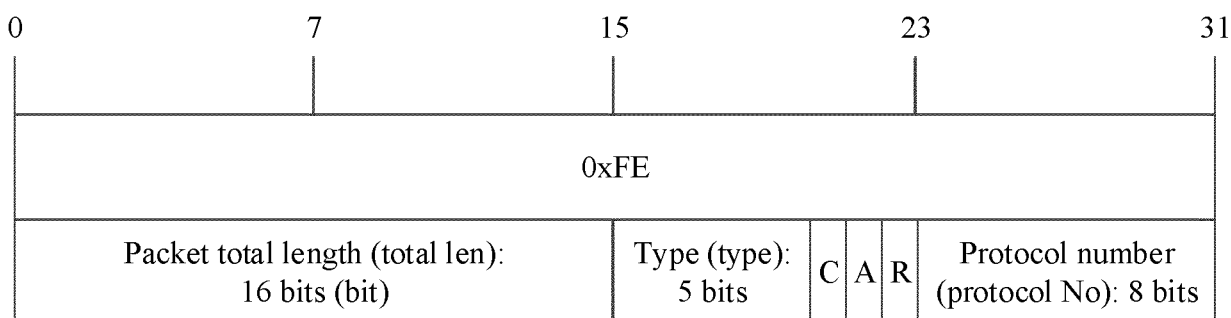 0 7 15 23 31
0xFE
Packet total length (total len):
16 bits (bit)
Type (type):
5 bits
C A R
Protocol number
(protocol No): 8 bits